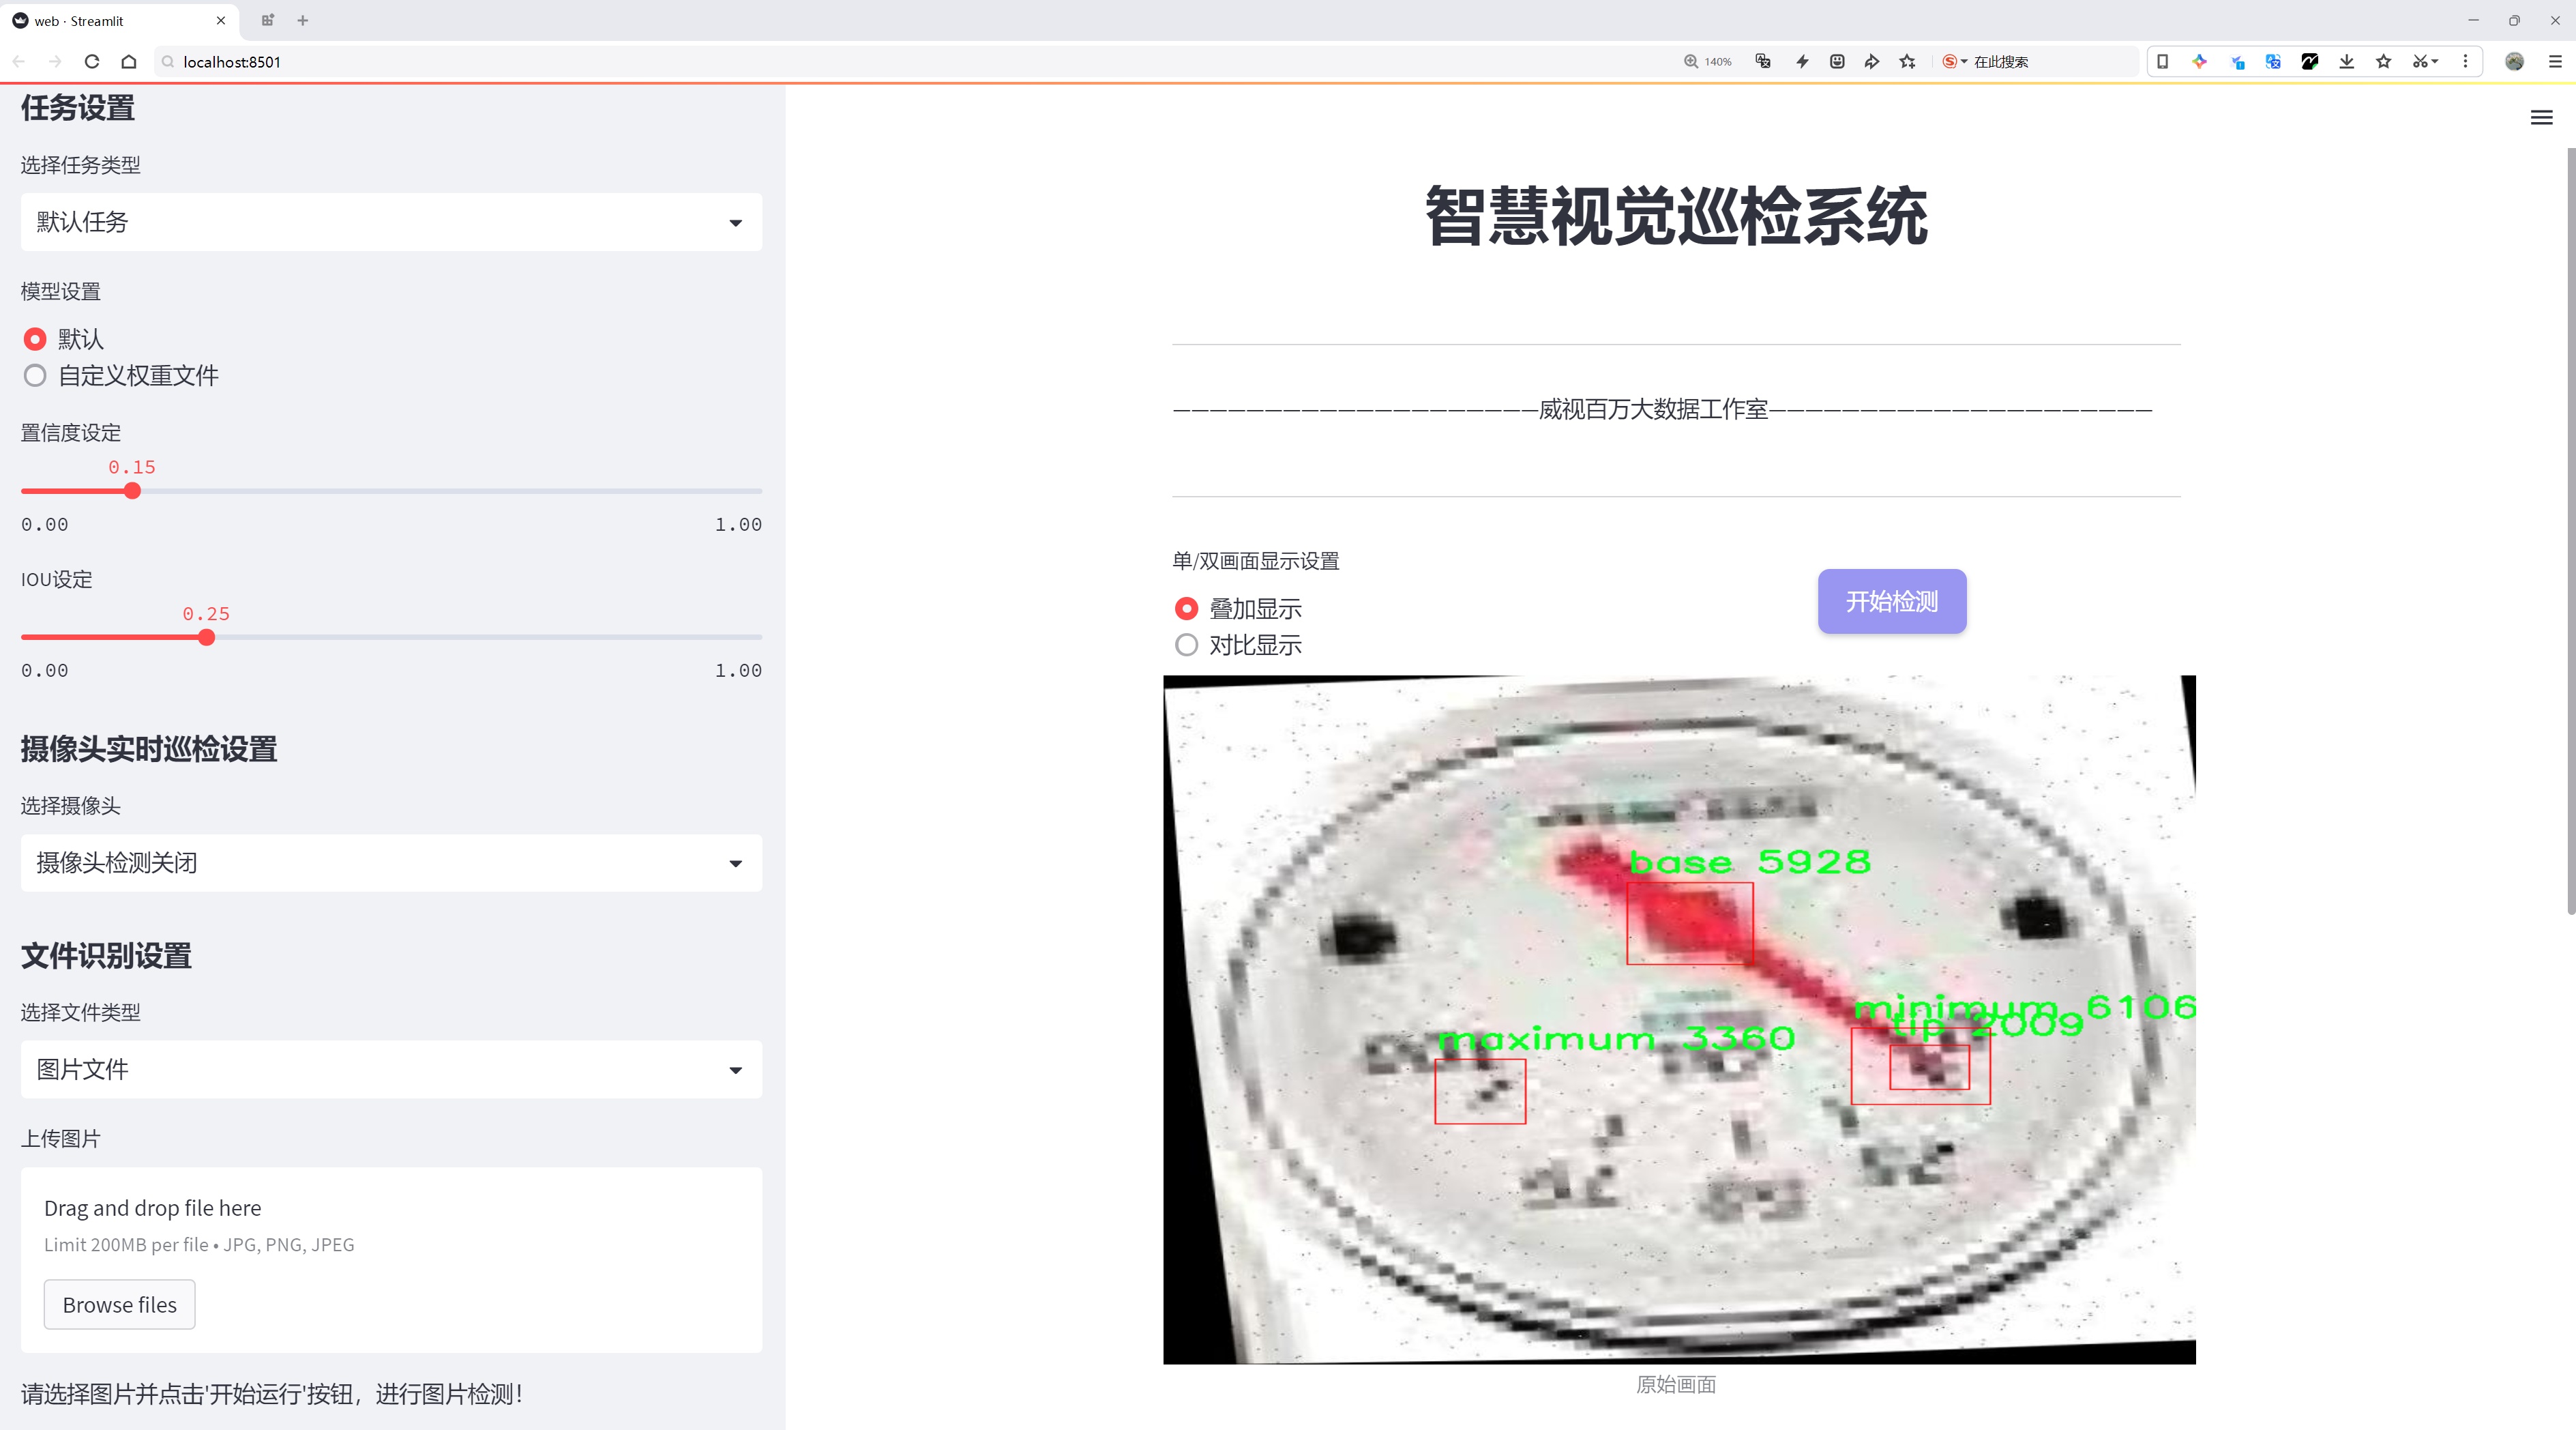 web · Streamlit
localhost:8501
140%
在此搜索
任务设置
选择任务类型
默认任务
模型设置
默认
自定义权重文件
置信度设定
0.15
0.00 1.00
IOU设定
0.25
0.00 1.00
摄像头实时巡检设置
选择摄像头
摄像头检测关闭
文件识别设置
选择文件类型
图片文件
上传图片
Drag and drop file here
Limit 200MB per file • JPG, PNG, JPEG
Browse files
请选择图片并点击'开始运行'按钮，进行图片检测！
智慧视觉巡检系统
————————————————————威视百万大数据工作室—————————————————————
单/双画面显示设置
叠加显示
对比显示
开始检测
base 5928
minimum 6106
tip 2009
maximum 3360
原始画面